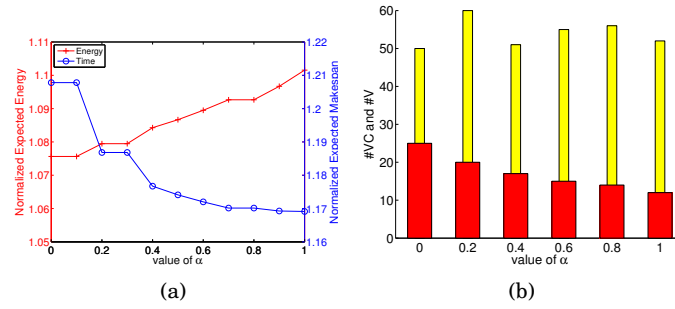 1.11
1.10
1.09
1.08
1.07
1.06
1.05
Normalized Expected Energy
Energy
Time
1.22
1.21
1.2
1.19
1.18
1.17
1.16
Normalized Expected Makespan
0 0.2 0.4 0.6 0.8 1
value of α
(a)
60
50
40
30
20
10
0
#VC and #V
0 0.2 0.4 0.6 0.8 1
value of α
(b)